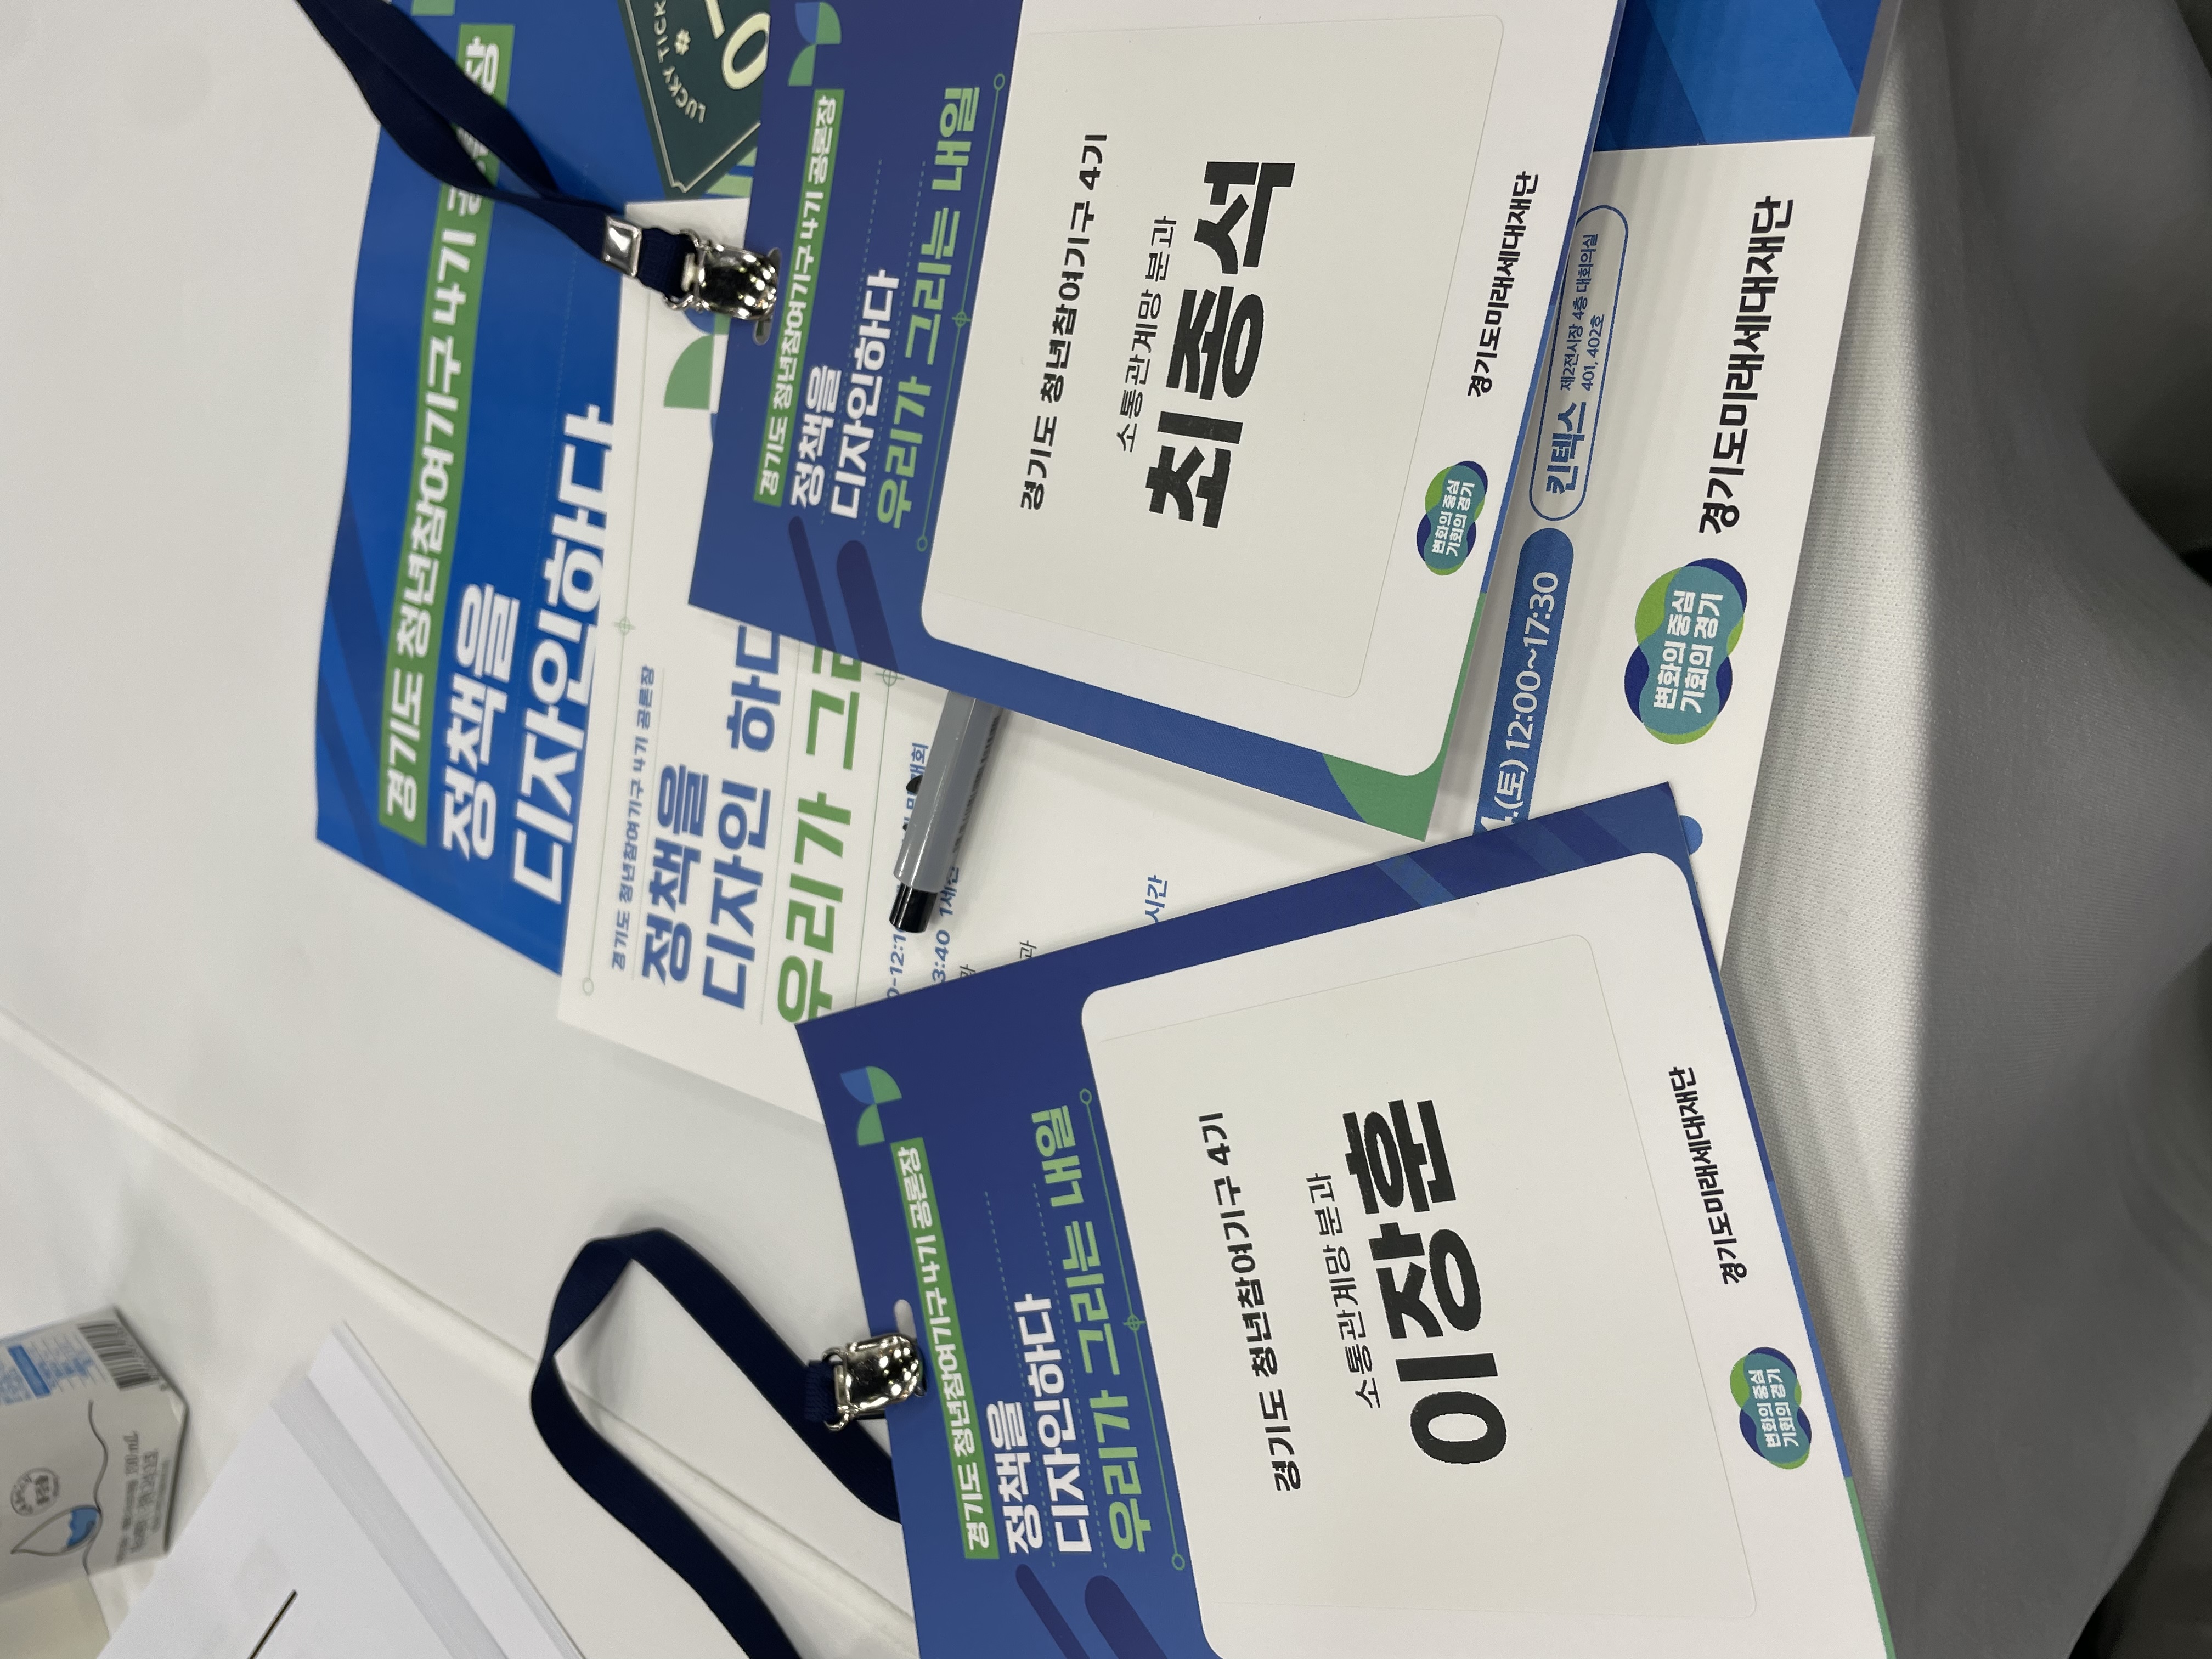 경기도 청년참여기구 4기 공론장
정책을
디자인하다
경기도 청년참여기구 4기 공론장
정책을
디자인 하다
우리가
1세션
시간
(토) 12:00~17:30
킨텍스 제2전시장 4층 대회의실
401, 402호
변화의 중심
기회의 경기
경기도미래세대재단
LUCKY
경기도 청년참여기구 4기 공론장
정책을
디자인하다
우리가 그리는 내일
경기도 청년참여기구 4기
소통관계망 분과
최종석
변화의 중심
기회의 경기
경기도미래세대재단
경기도 청년참여기구 4기 공론장
정책을
디자인하다
우리가 그리는 내일
경기도 청년참여기구 4기
소통관계망 분과
이장훈
변화의 중심
기회의 경기
경기도미래세대재단